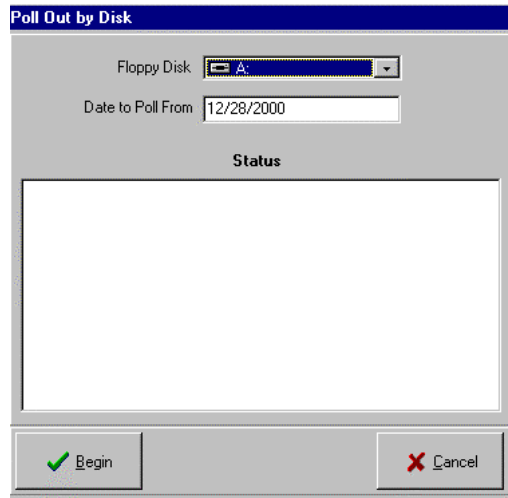 Poll Out by Disk
Floppy Disk A:
Date to Poll From 12/28/2000
Status
Begin Cancel